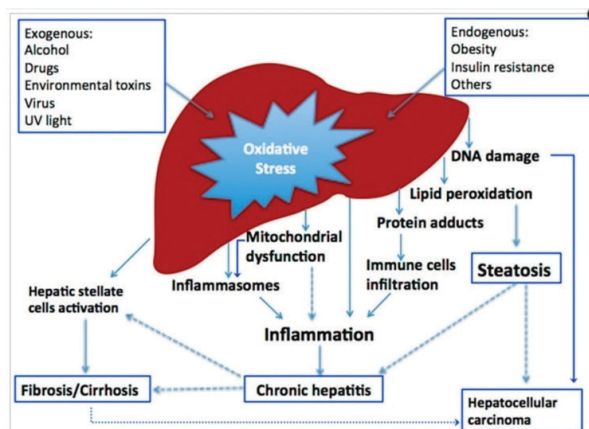 Exogenous:
Alcohol
Drugs
Environmental toxins
Virus
UV light
Endogenous:
Obesity
Insulin resistance
Others
Oxidative
Stress
DNA damage
Lipid peroxidation
Protein adducts
Mitochondrial
dysfunction
Immune cells
infiltration
Steatosis
Hepatic stellate
cells activation
Inflammasomes
Inflammation
Fibrosis/Cirrhosis
Chronic hepatitis
Hepatocellular
carcinoma